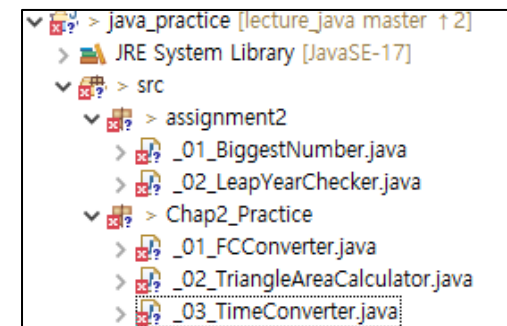 > java_practice [lecture_java master ↑2]
JRE System Library [JavaSE-17]
> src
> assignment2
_01_BiggestNumber.java
_02_LeapYearChecker.java
> Chap2_Practice
_01_FCConverter.java
_02_TriangleAreaCalculator.java
_03_TimeConverter.java